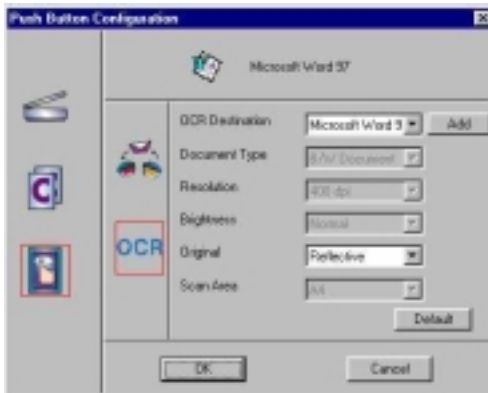 Push Button Configuration
Microsoft Word 97
OCR Destination Microsoft Word 9 Add
Document Type B/W Document
Resolution 400 dpi
Brightness Normal
OCR
Original Reflective
Scan Area A4
Default
OK Cancel